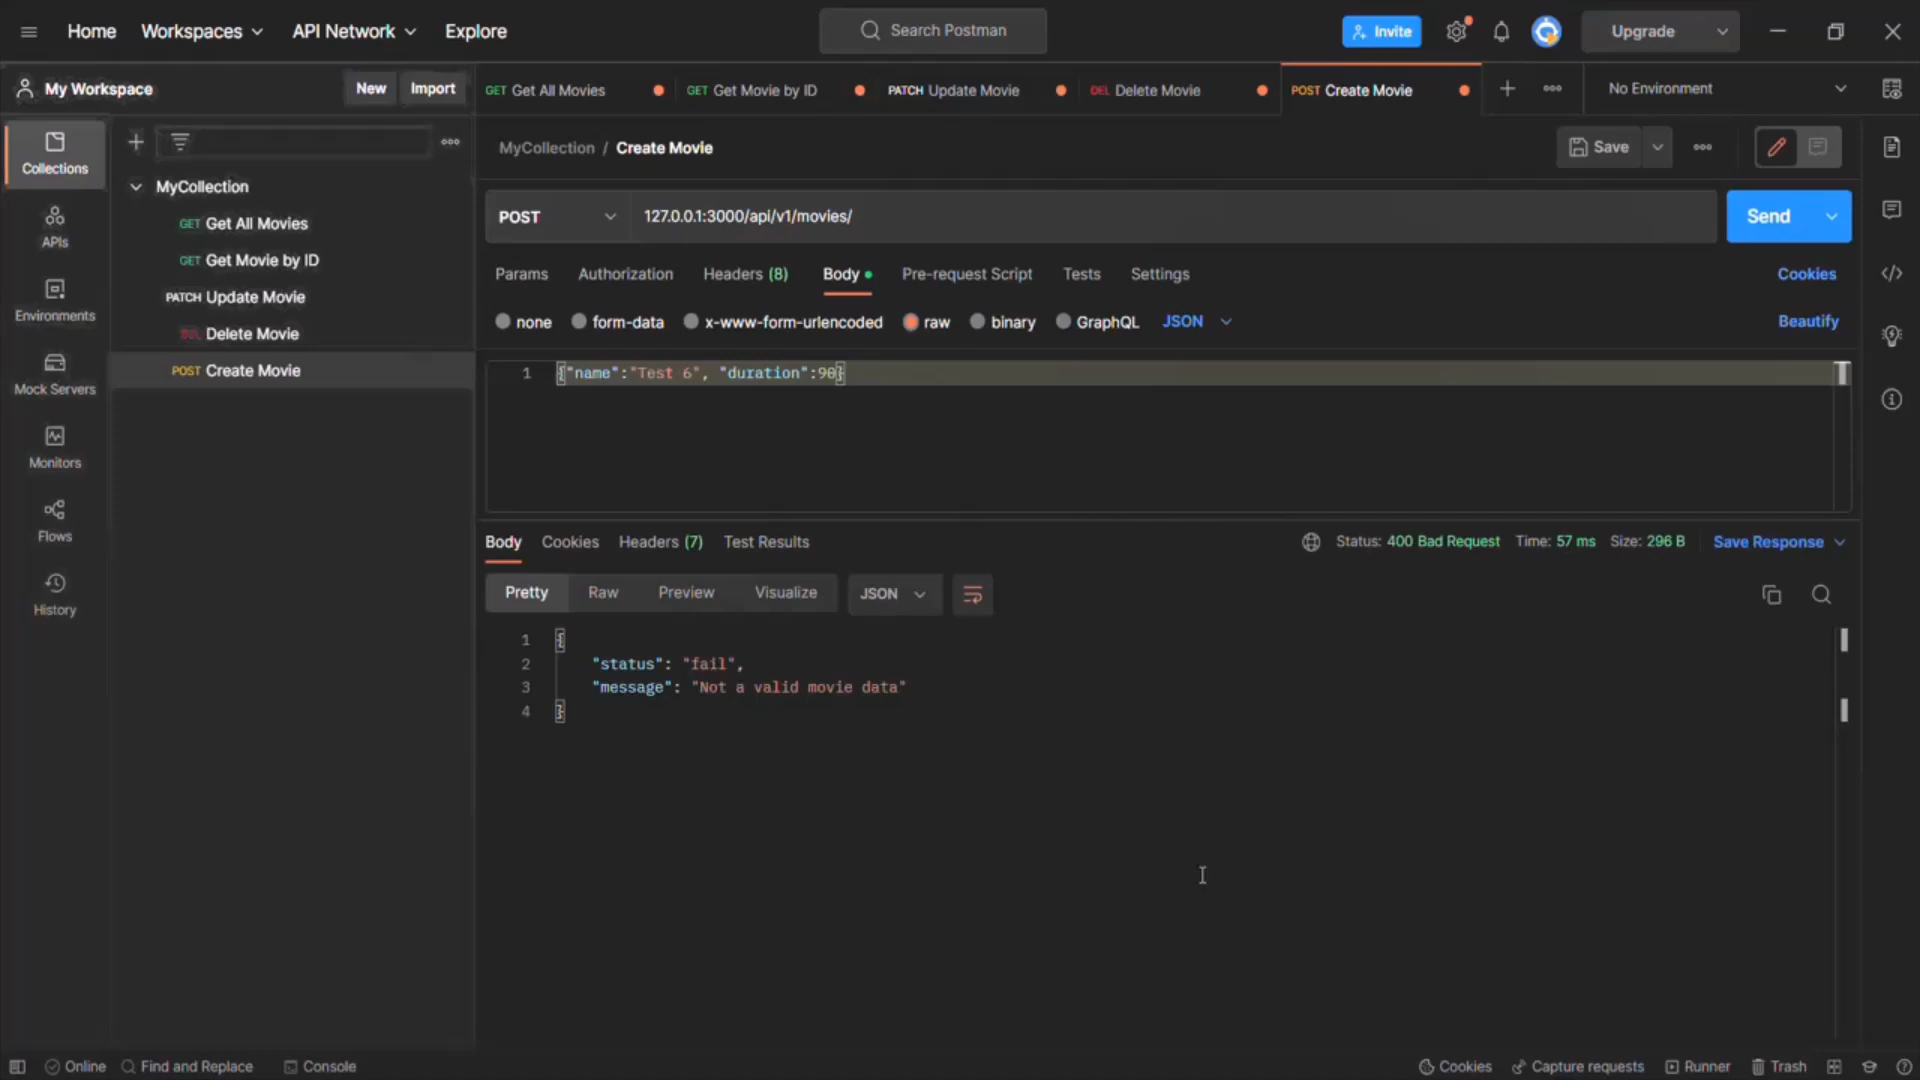 Home Workspaces API Network Explore Search Postman Invite Upgrade
My Workspace New Import GET Get All Movies GET Get Movie by ID PATCH Update Movie DEL Delete Movie POST Create Movie No Environment
Collections
MyCollection / Create Movie Save
MyCollection
GET Get All Movies
POST 127.0.0.1:3000/api/v1/movies/ Send
APIs
GET Get Movie by ID
Params Authorization Headers (8) Body Pre-request Script Tests Settings Cookies
Environments
PATCH Update Movie
none form-data x-www-form-urlencoded raw binary GraphQL JSON Beautify
DEL Delete Movie
Mock Servers
POST Create Movie
1 {"name":"Test 6", "duration":90}
Monitors
Flows
Body Cookies Headers (7) Test Results Status: 400 Bad Request Time: 57 ms Size: 296 B Save Response
History
Pretty Raw Preview Visualize JSON
1 {
2 "status": "fail",
3 "message": "Not a valid movie data"
4 }
Online Find and Replace Console Cookies Capture requests Runner Trash